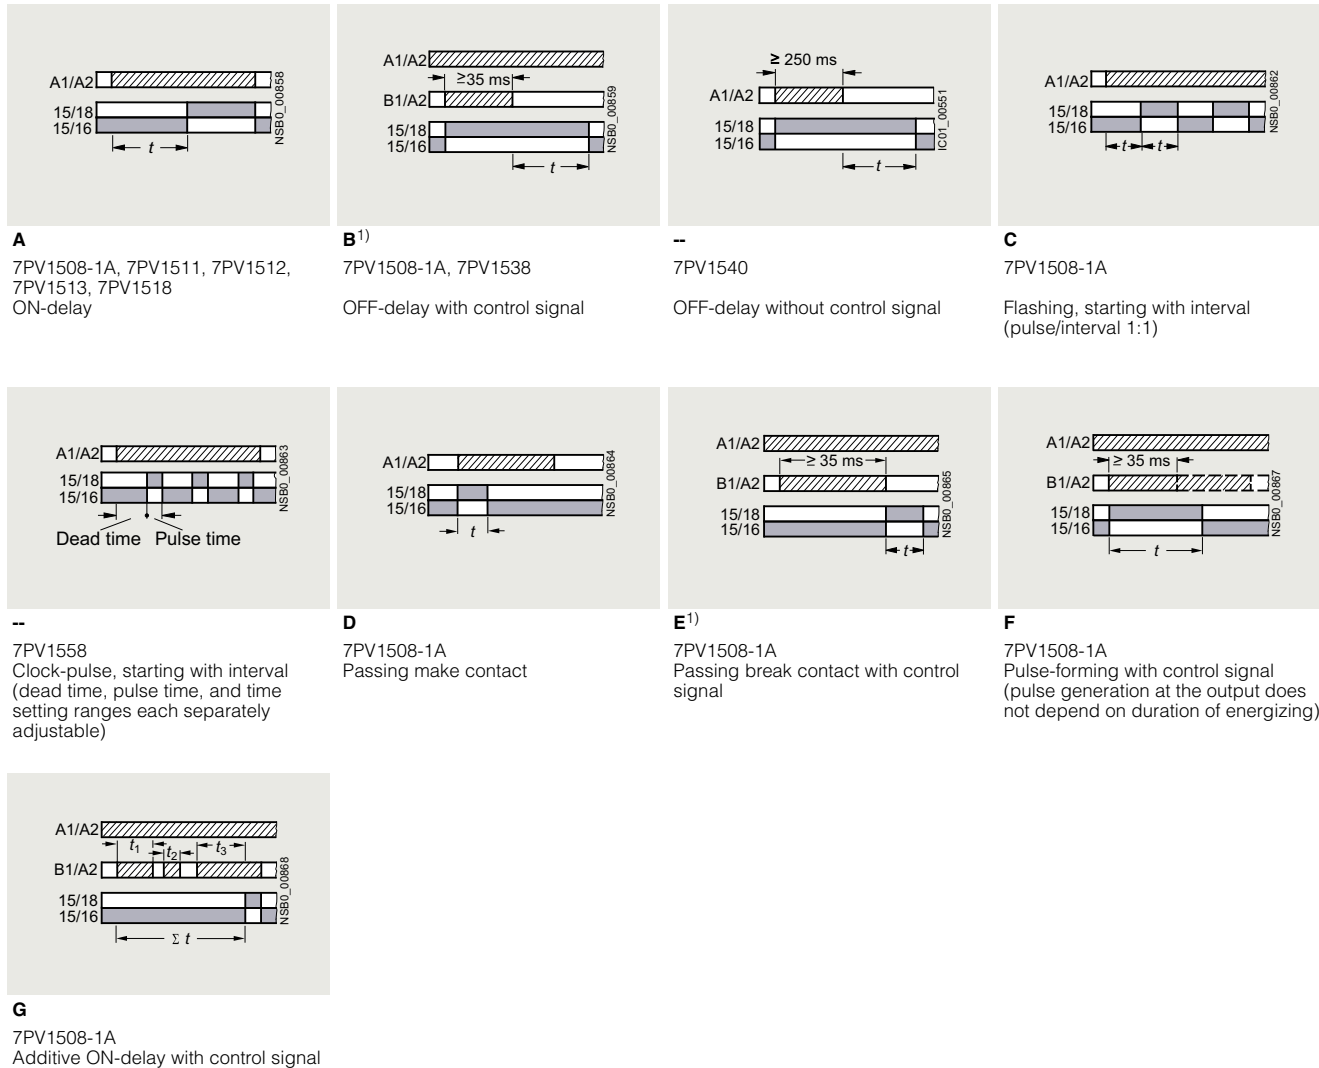 A1/A2
15/18
15/16
t
NSB0_00858
A
7PV1508-1A, 7PV1511, 7PV1512,
7PV1513, 7PV1518
ON-delay
A1/A2
≥35 ms
B1/A2
15/18
15/16
t
NSB0_00859
B1)
7PV1508-1A, 7PV1538
OFF-delay with control signal
≥ 250 ms
A1/A2
15/18
15/16
t
IC01_00551
--
7PV1540
OFF-delay without control signal
A1/A2
15/18
15/16
t t
NSB0_00862
C
7PV1508-1A
Flashing, starting with interval
(pulse/interval 1:1)
A1/A2
15/18
15/16
Dead time Pulse time
NSB0_00863
--
7PV1558
Clock-pulse, starting with interval
(dead time, pulse time, and time
setting ranges each separately
adjustable)
A1/A2
15/18
15/16
t
NSB0_00864
D
7PV1508-1A
Passing make contact
A1/A2
≥ 35 ms
B1/A2
15/18
15/16
t
NSB0_00865
E1)
7PV1508-1A
Passing break contact with control
signal
A1/A2
≥ 35 ms
B1/A2
15/18
15/16
t
NSB0_00867
F
7PV1508-1A
Pulse-forming with control signal
(pulse generation at the output does
not depend on duration of energizing)
A1/A2
t1 t2 t3
B1/A2
15/18
15/16
Σ t
NSB0_00868
G
7PV1508-1A
Additive ON-delay with control signal